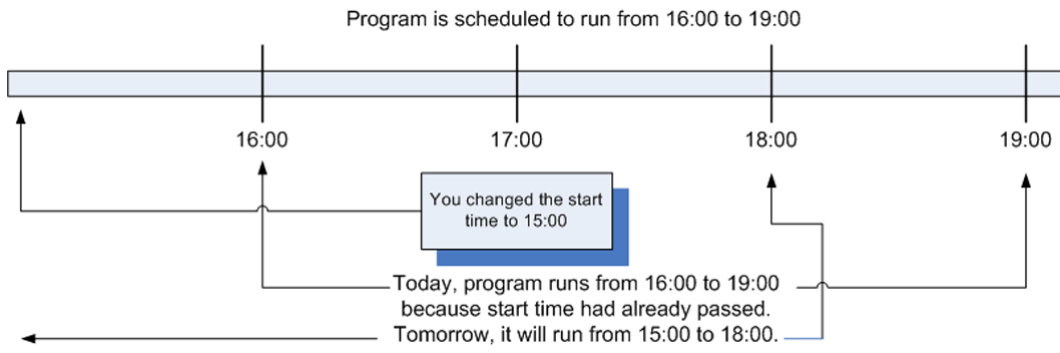 Program is scheduled to run from 16:00 to 19:00
16:00
17:00
18:00
19:00
You changed the start
time to 15:00
Today, program runs from 16:00 to 19:00
because start time had already passed.
Tomorrow, it will run from 15:00 to 18:00.